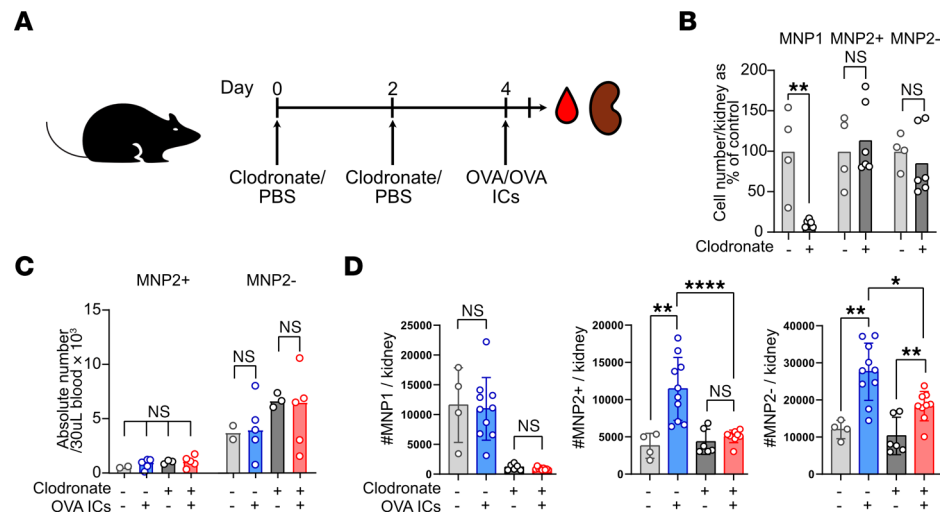 A
Day
0
2
4
Clodronate/
PBS
Clodronate/
PBS
OVA/OVA
ICs
B
MNP1
MNP2+
MNP2-
NS
NS
**
Cell number/kidney as
% of control
200
150
100
50
0
Clodronate
- + - + - +
C
MNP2+
MNP2-
Absolute number
/30uL blood × 10³
15
10
5
0
NS
NS
NS
Clodronate - - + + - - + +
OVA ICs - + - + - + - +
D
#MNP1 / kidney
25000
20000
15000
10000
5000
0
NS
NS
Clodronate - - + +
OVA ICs - + - +
#MNP2+ / kidney
20000
15000
10000
5000
0
****
**
NS
- - + +
- + - +
#MNP2- / kidney
40000
30000
20000
10000
0
*
**
**
- - + +
- + - +